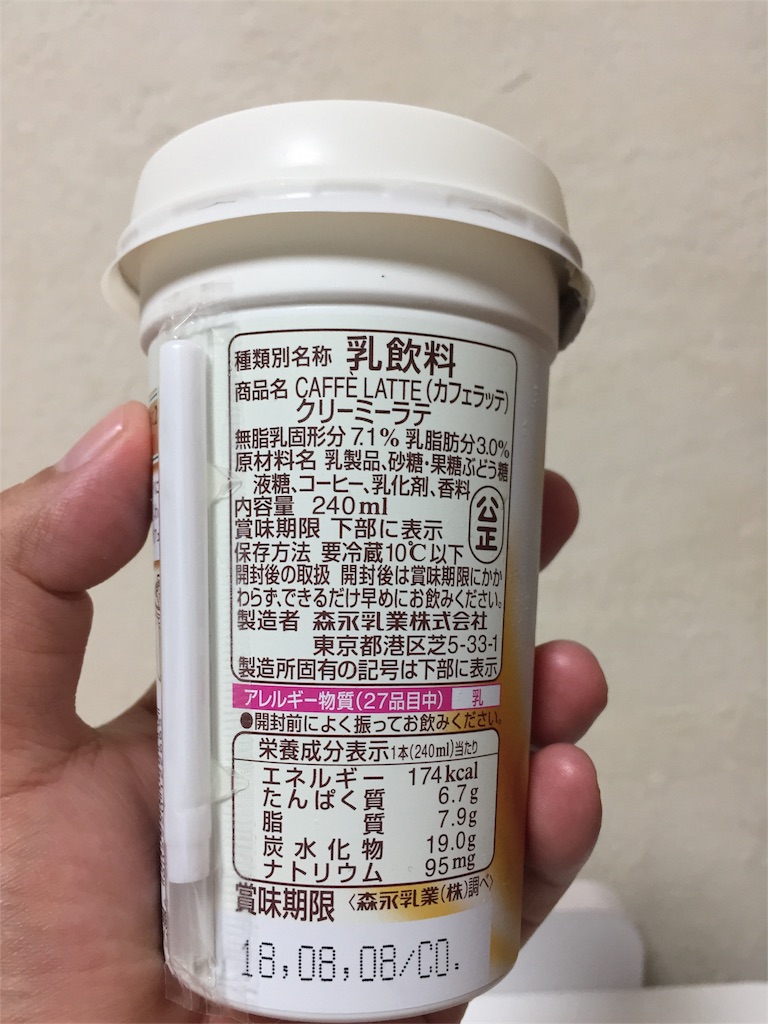 種類別名称 乳飲料
商品名 CAFFÈ LATTE (カフェラッテ)
クリーミーラテ
無脂乳固形分 7.1% 乳脂肪分 3.0%
原材料名 乳製品、砂糖・果糖ぶどう糖
液糖、コーヒー、乳化剤、香料
公正
内容量 240ml
賞味期限 下部に表示
保存方法 要冷蔵10℃以下
開封後の取扱 開封後は賞味期限にかか
わらず、できるだけ早めにお飲みください。
製造者 森永乳業株式会社
東京都港区芝5-33-1
製造所固有の記号は下部に表示
アレルギー物質(27品目中) 乳
●開封前によく振ってお飲みください。
栄養成分表示 1本(240ml)当たり
エネルギー 174kcal
たんぱく質 6.7g
脂質 7.9g
炭水化物 19.0g
ナトリウム 95mg
賞味期限 〈森永乳業(株)調べ〉
18,08,08/CO.